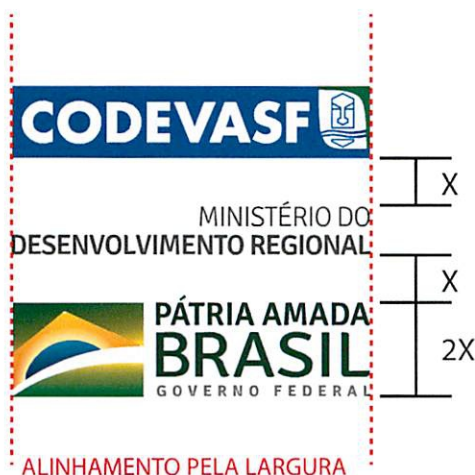 CODEVASF
X
MINISTÉRIO DO
DESENVOLVIMENTO REGIONAL
X
PÁTRIA AMADA
BRASIL
GOVERNO FEDERAL
2X
ALINHAMENTO PELA LARGURA